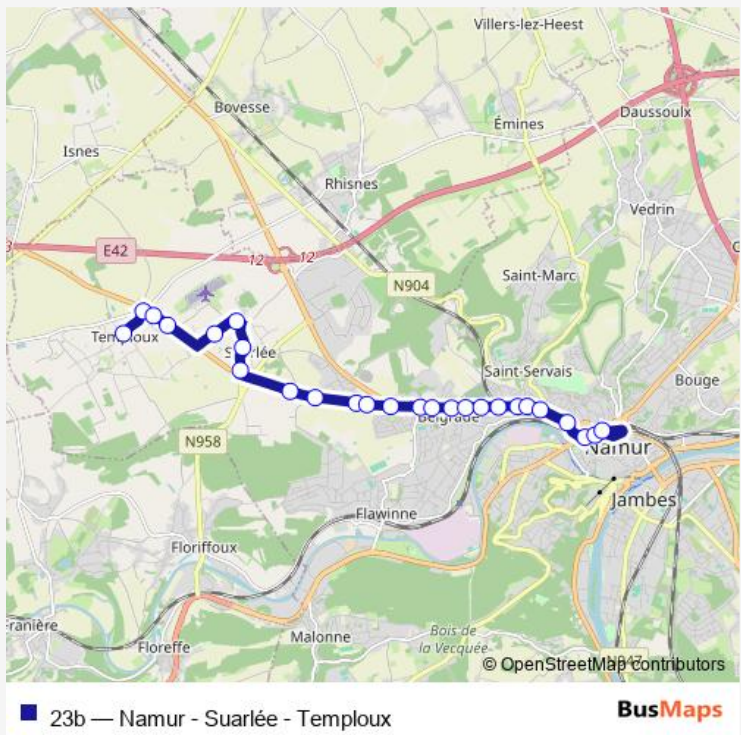 Villers-lez-Heest
Bovesse
Daussoulx
Émines
Isnes
Rhisnes
Vedrin
E42
12
12
Saint-Marc
N904
Temploux
Suarlée
Saint-Servais
Bouge
Belgrade
N958
Namur
Jambes
Flawinne
Floriffoux
Malonne
Bois de
la Vecquée
Floreffe
N947
© OpenStreetMap contributors
23b — Namur - Suarlée - Temploux
BusMaps